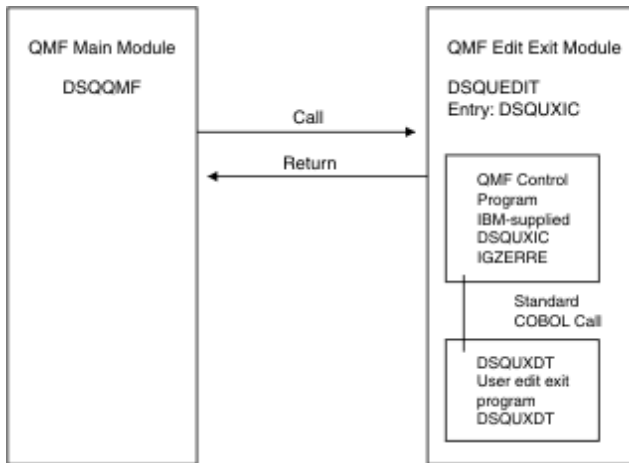 QMF Main Module
DSQQMF
Call
Return
QMF Edit Exit Module
DSQUEDIT
Entry: DSQUXIC
QMF Control
Program
IBM-supplied
DSQUXIC
IGZERRE
Standard
COBOL Call
DSQUXDT
User edit exit
program
DSQUXDT